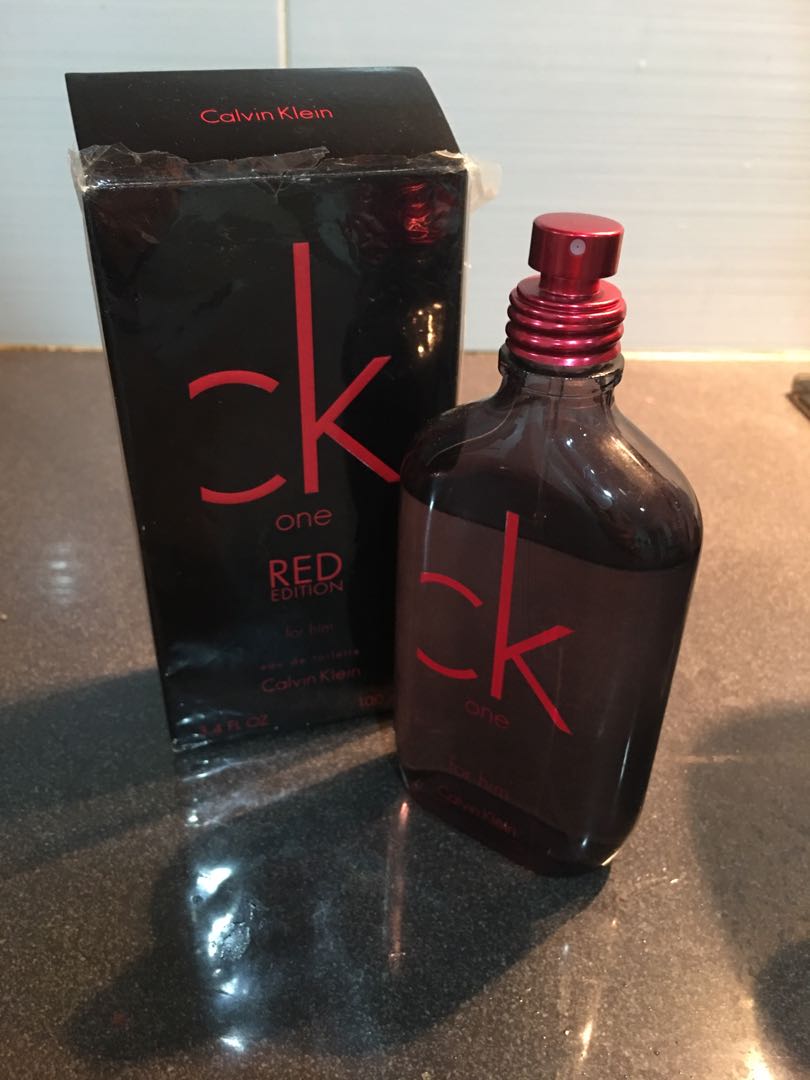 Calvin Klein
ck
one
RED
EDITION
for him
eau de toilette
Calvin Klein
3.4 FL OZ 100
ck
one
for him
Calvin Klein